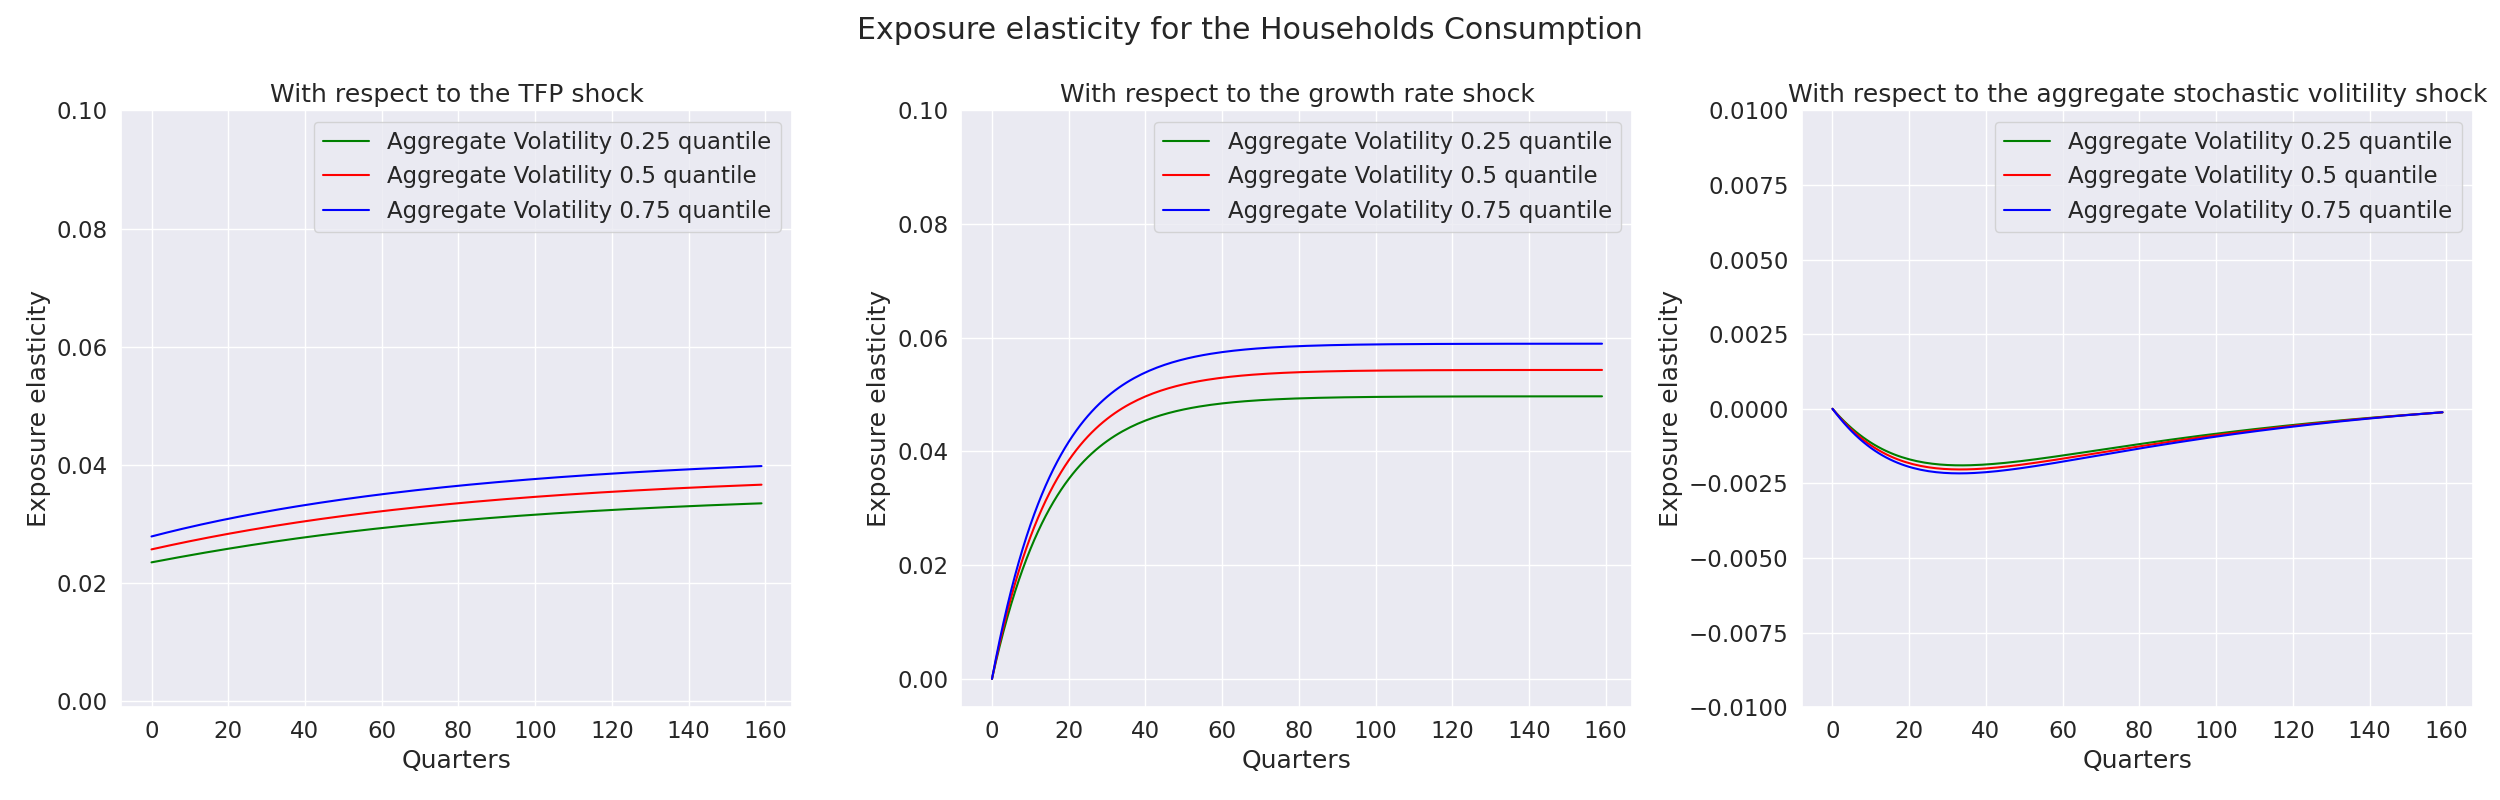 Exposure elasticity for the Households Consumption
With respect to the TFP shock
0.10
0.08
0.06
0.04
0.02
0.00
Exposure elasticity
Aggregate Volatility 0.25 quantile
Aggregate Volatility 0.5 quantile
Aggregate Volatility 0.75 quantile
0 20 40 60 80 100 120 140 160
Quarters
With respect to the growth rate shock
0.10
0.08
0.06
0.04
0.02
0.00
Exposure elasticity
Aggregate Volatility 0.25 quantile
Aggregate Volatility 0.5 quantile
Aggregate Volatility 0.75 quantile
0 20 40 60 80 100 120 140 160
Quarters
With respect to the aggregate stochastic volitility shock
0.0100
0.0075
0.0050
0.0025
0.0000
−0.0025
−0.0050
−0.0075
−0.0100
Exposure elasticity
Aggregate Volatility 0.25 quantile
Aggregate Volatility 0.5 quantile
Aggregate Volatility 0.75 quantile
0 20 40 60 80 100 120 140 160
Quarters